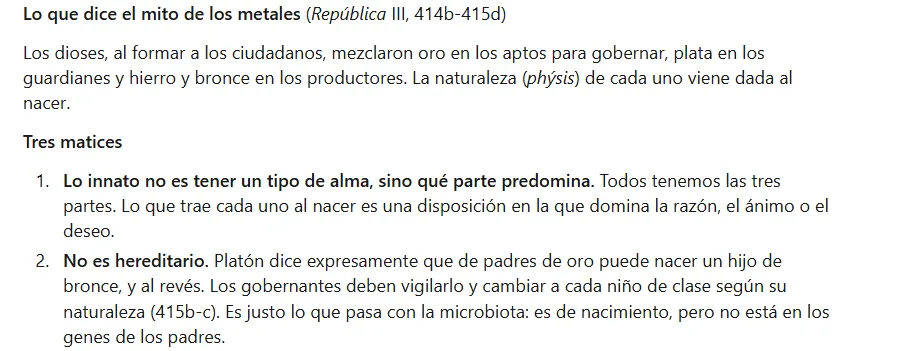 Lo que dice el mito de los metales (República III, 414b-415d)
Los dioses, al formar a los ciudadanos, mezclaron oro en los aptos para gobernar, plata en los
guardianes y hierro y bronce en los productores. La naturaleza (phýsis) de cada uno viene dada al
nacer.
Tres matices
1. Lo innato no es tener un tipo de alma, sino qué parte predomina. Todos tenemos las tres
partes. Lo que trae cada uno al nacer es una disposición en la que domina la razón, el ánimo o el
deseo.
2. No es hereditario. Platón dice expresamente que de padres de oro puede nacer un hijo de
bronce, y al revés. Los gobernantes deben vigilarlo y cambiar a cada niño de clase según su
naturaleza (415b-c). Es justo lo que pasa con la microbiota: es de nacimiento, pero no está en los
genes de los padres.